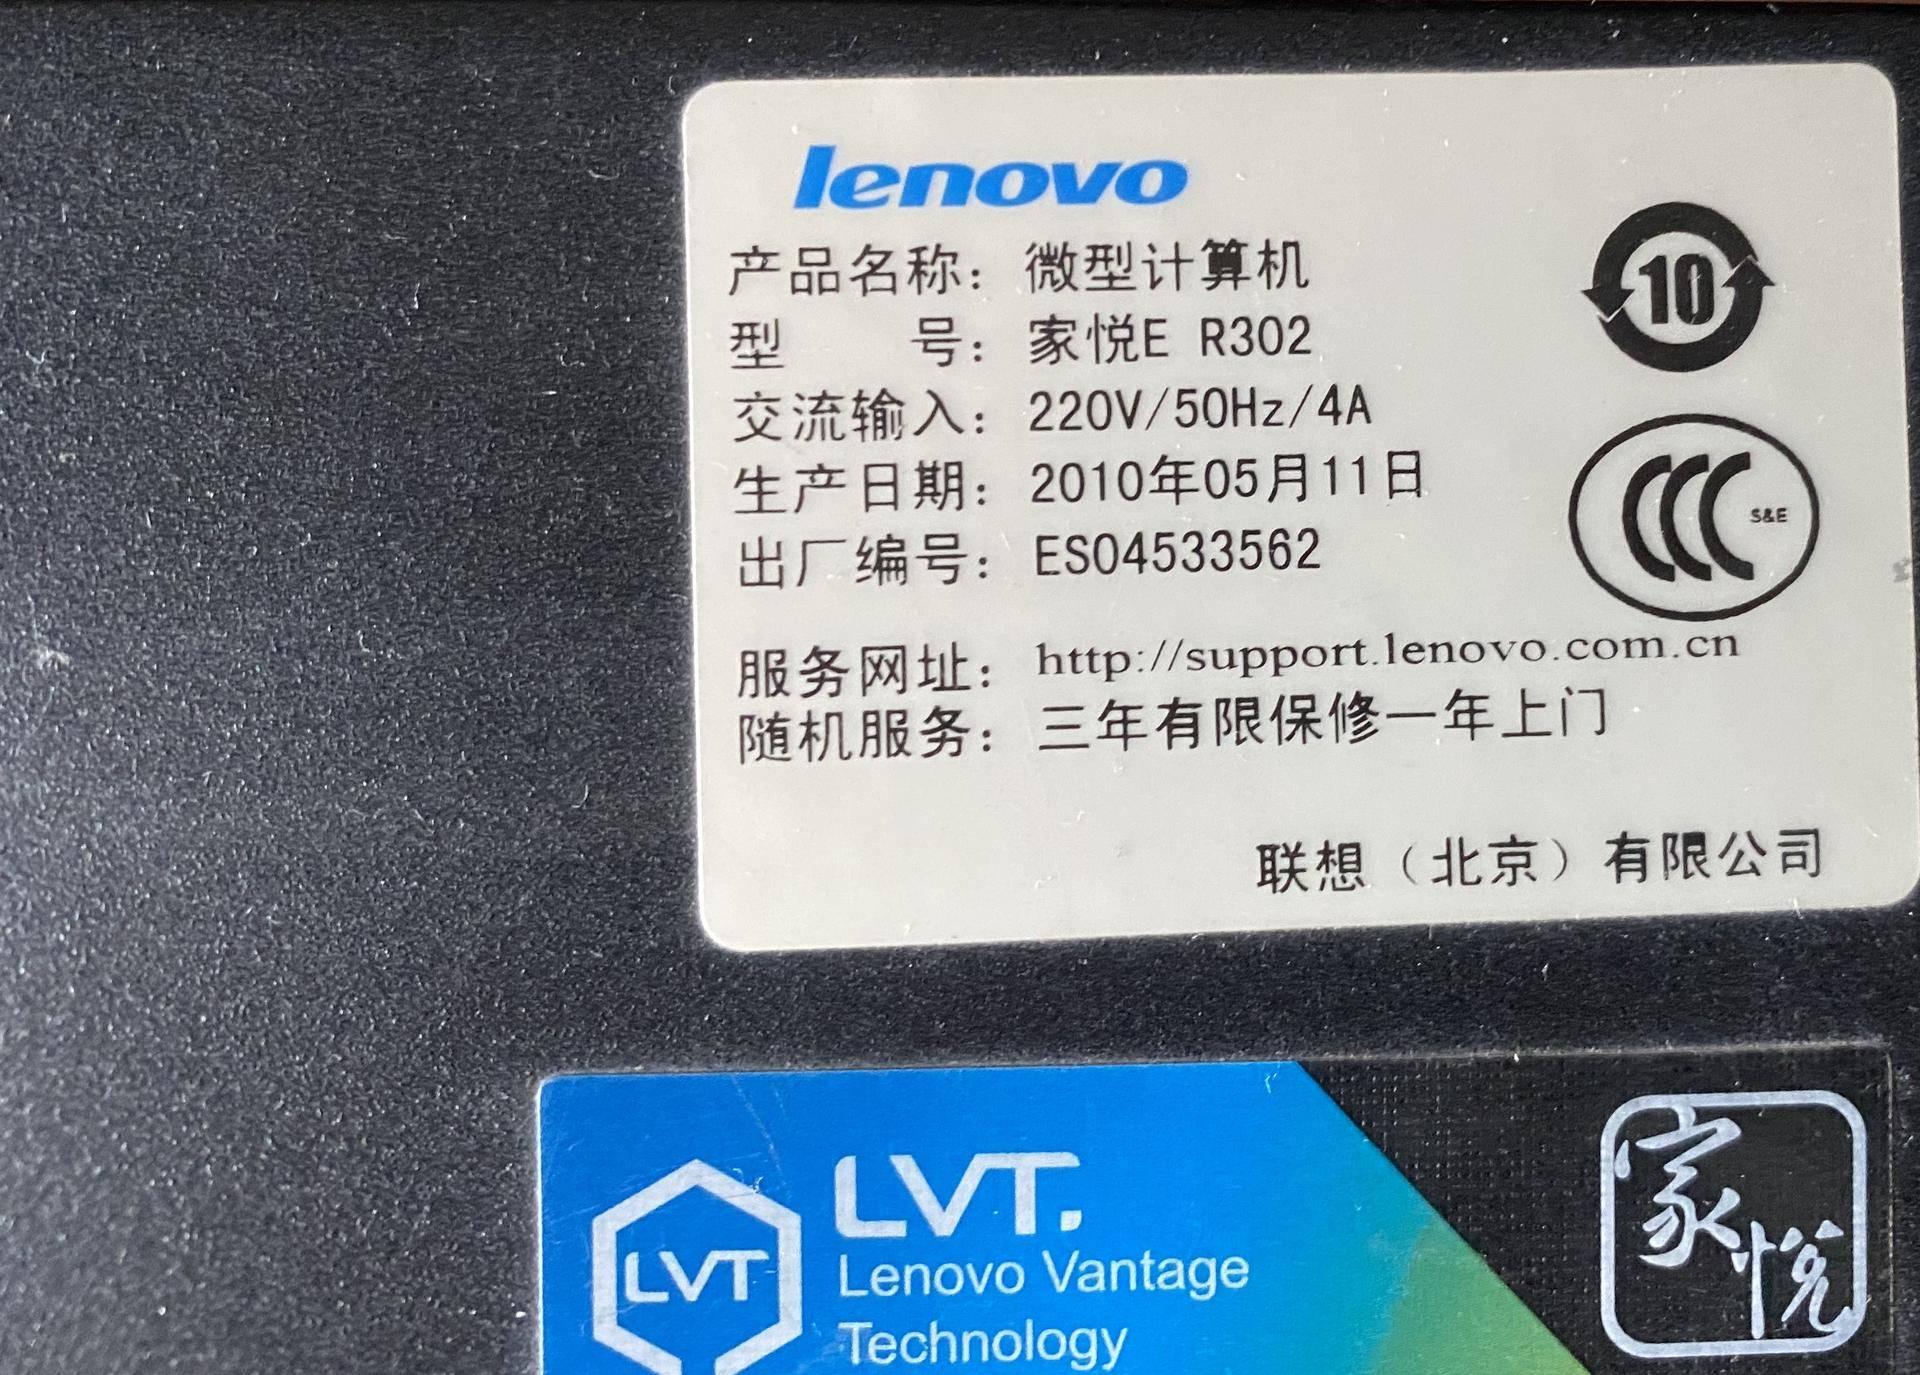 lenovo
产品名称：微型计算机
型 号：家悦E R302
交流输入：220V/50Hz/4A
生产日期：2010年05月11日
出厂编号：ES04533562
服务网址：http://support.lenovo.com.cn
随机服务：三年有限保修一年上门
联想（北京）有限公司
10
CCC S&E
LVT
LVT.
Lenovo Vantage
Technology
家悦